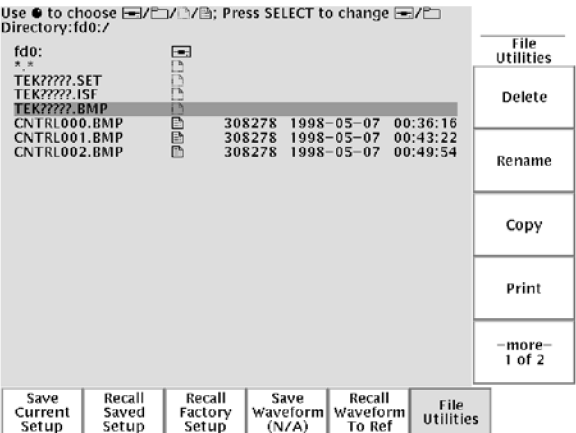 Use to choose / / / ; Press SELECT to change /
Directory:fd0:/
fd0:
*.*
TEK?????.SET
TEK?????.ISF
TEK?????.BMP
CNTRL000.BMP 308278 1998-05-07 00:36:16
CNTRL001.BMP 308278 1998-05-07 00:43:22
CNTRL002.BMP 308278 1998-05-07 00:49:54
File
Utilities
Delete
Rename
Copy
Print
-more-
1 of 2
Save
Current
Setup
Recall
Saved
Setup
Recall
Factory
Setup
Save
Waveform
(N/A)
Recall
Waveform
To Ref
File
Utilities